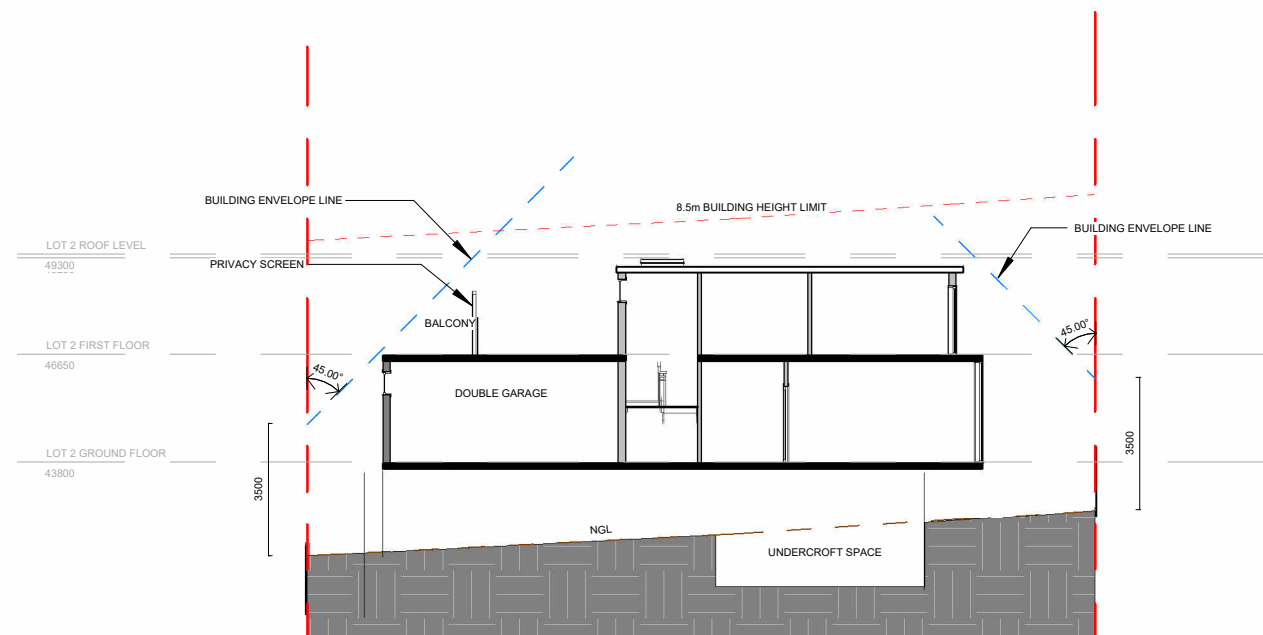 8.5m BUILDING HEIGHT LIMIT
BUILDING ENVELOPE LINE
BUILDING ENVELOPE LINE
LOT 2 ROOF LEVEL
49300
PRIVACY SCREEN
BALCONY
45.00°
LOT 2 FIRST FLOOR
46650
45.00°
DOUBLE GARAGE
3500
LOT 2 GROUND FLOOR
43800
3500
NGL
UNDERCROFT SPACE